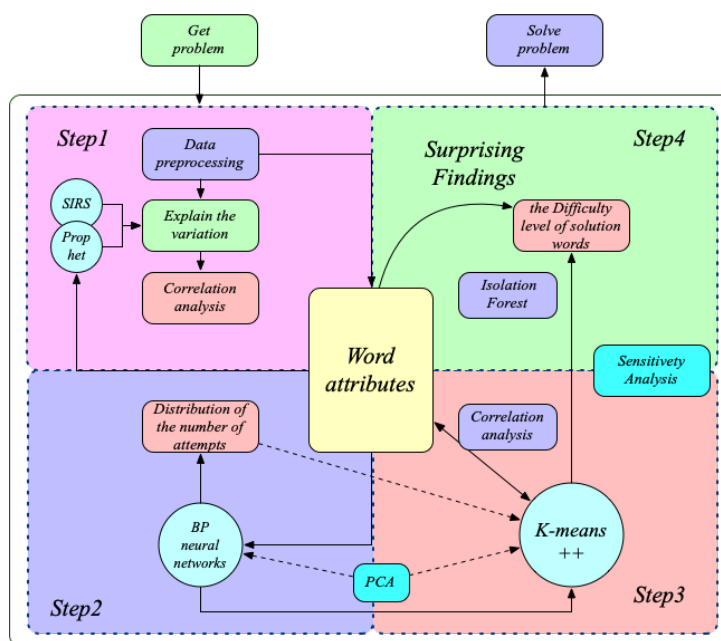 Get
problem
Solve
problem
Step1
Data
preprocessing
SIRS
Prop
het
Explain the
variation
Correlation
analysis
Step4
Surprising
Findings
the Difficulty
level of solution
words
Isolation
Forest
Word
attributes
Sensitivety
Analysis
Distribution of
the number of
attempts
BP
neural
networks
Step2
PCA
Correlation
analysis
K-means
++
Step3